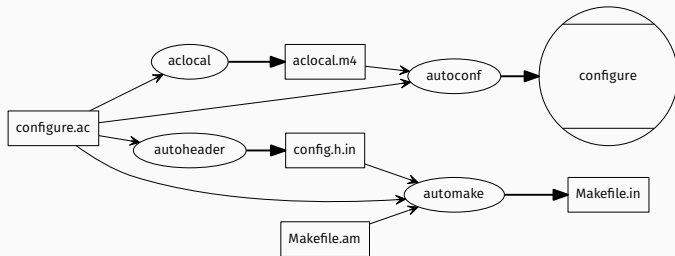 aclocal
aclocal.m4
autoconf
configure
configure.ac
autoheader
config.h.in
automake
Makefile.in
Makefile.am